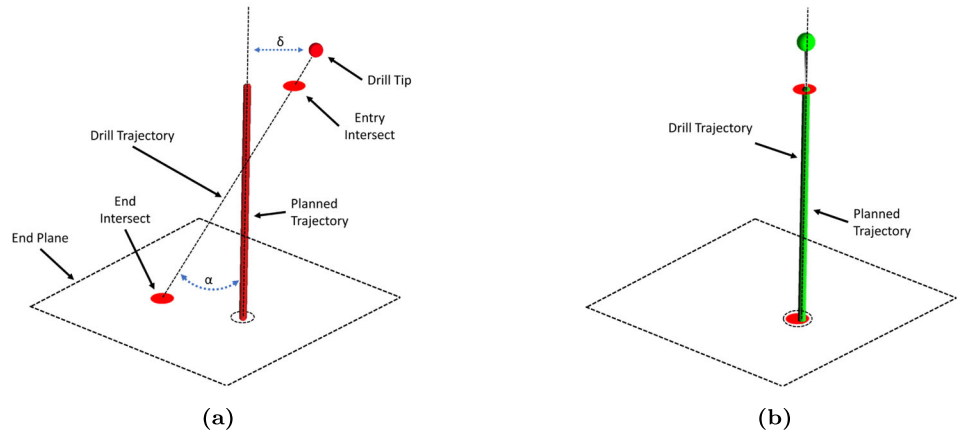 δ
Drill Tip
Entry
Intersect
Drill Trajectory
End
Intersect
Planned
Trajectory
End Plane
α
(a)
Drill Trajectory
Planned
Trajectory
(b)